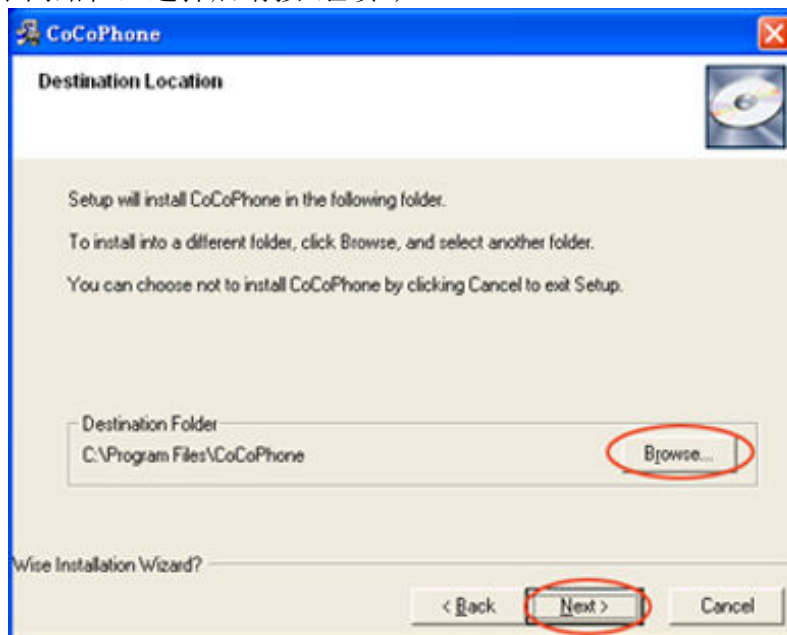 CoCoPhone
Destination Location
Setup will install CoCoPhone in the following folder.
To install into a different folder, click Browse, and select another folder.
You can choose not to install CoCoPhone by clicking Cancel to exit Setup.
Destination Folder
C:\Program Files\CoCoPhone
Browse...
Wise Installation Wizard?
< Back
Next >
Cancel